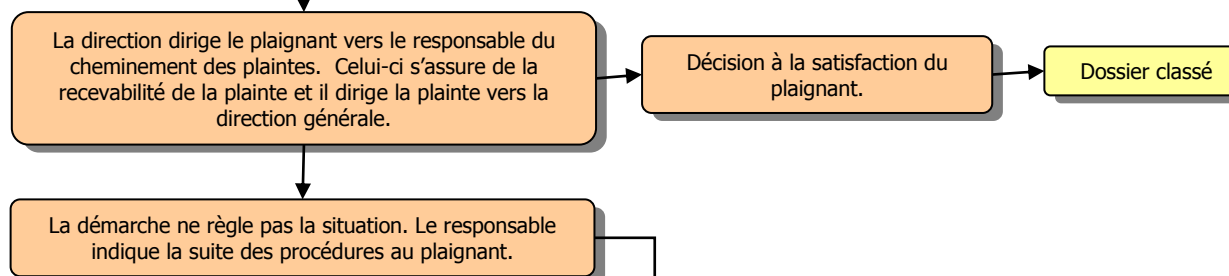 La direction dirige le plaignant vers le responsable du
cheminement des plaintes.  Celui-ci s’assure de la
recevabilité de la plainte et il dirige la plainte vers la
direction générale.
Décision à la satisfaction du
plaignant.
Dossier classé
La démarche ne règle pas la situation. Le responsable
indique la suite des procédures au plaignant.